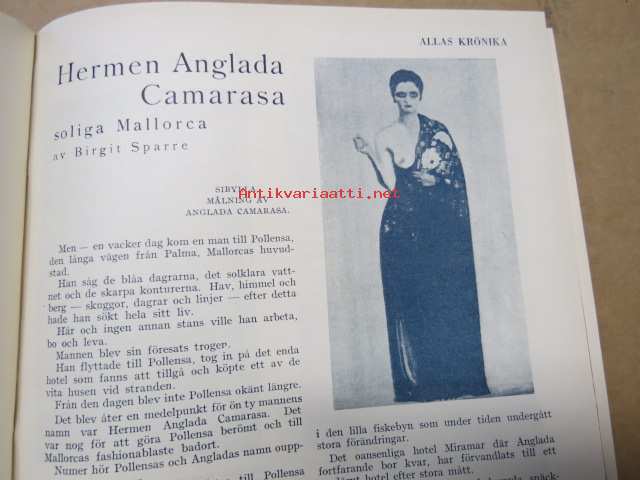 ALLAS KRÖNIKA
Hermen Anglada
Camarasa
soliga Mallorca
av Birgit Sparre
SIBYLLA
MÅLNING AV
ANGLADA CAMARASA.
Antikvariaatti.net
Men — en vacker dag kom en man till Pollensa,
den långa vägen från Palma, Mallorcas huvud-
stad.
Han såg de blåa dagrarna, det solklara vatt-
net och de skarpa konturerna. Hav, himmel och
berg — skuggor, dagrar och linjer — efter detta
hade han sökt hela sitt liv.
Här och ingen annan stans ville han arbeta,
bo och leva.
Mannen blev sin föresats trogen.
Han flyttade till Pollensa, tog in på det enda
hotel som fanns att tillgå och köpte ett av de
vita husen vid stranden.
Från den dagen blev inte Pollensa okänt längre.
Det blev åter en medelpunkt för ön ty mannens
namn var Hermen Anglada Camarasa. Det
var nog för att göra Pollensa berömt och till
Mallorcas fashionablaste badort.
Numer hör Pollensas och Angladas namn oupp-
till Pollensa
i den lilla fiskebyn som under tiden undergått
stora förändringar.
Det oansenliga hotel Miramar där Anglada
fortfarande bor kvar, har förvandlats till ett
hotel efter stora mått.
snäck-